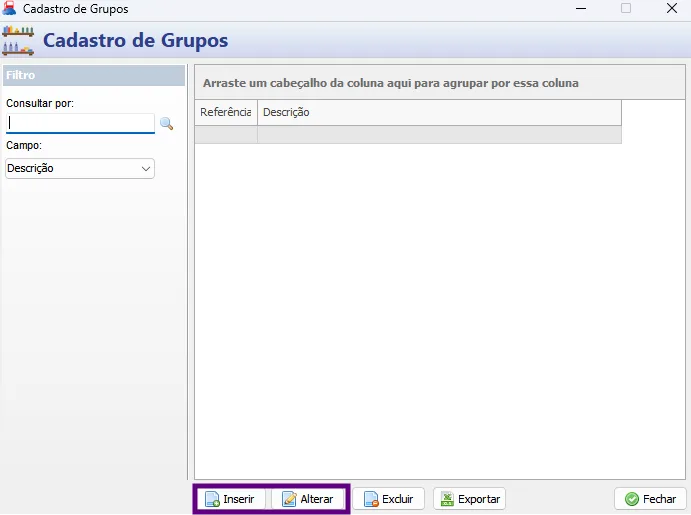 Cadastro de Grupos
Cadastro de Grupos
Filtro
Consultar por:
Campo:
Descrição
Arraste um cabeçalho da coluna aqui para agrupar por essa coluna
Referência Descrição
Inserir Alterar Excluir Exportar Fechar